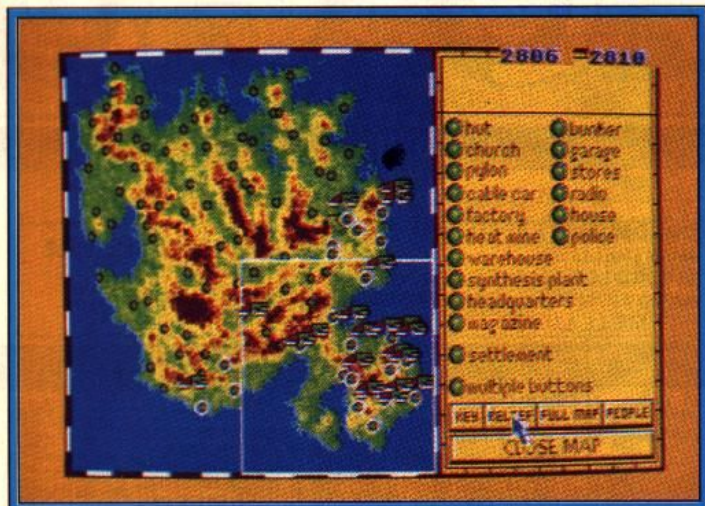 2806 -2810
hut bunker
church garage
pylon stores
cable car radio
factory house
heat mine police
warehouse
synthesis plant
headquarters
magazine
settlement
multiple buttons
KEY RELIEF FULL MAP PEOPLE
CLOSE MAP